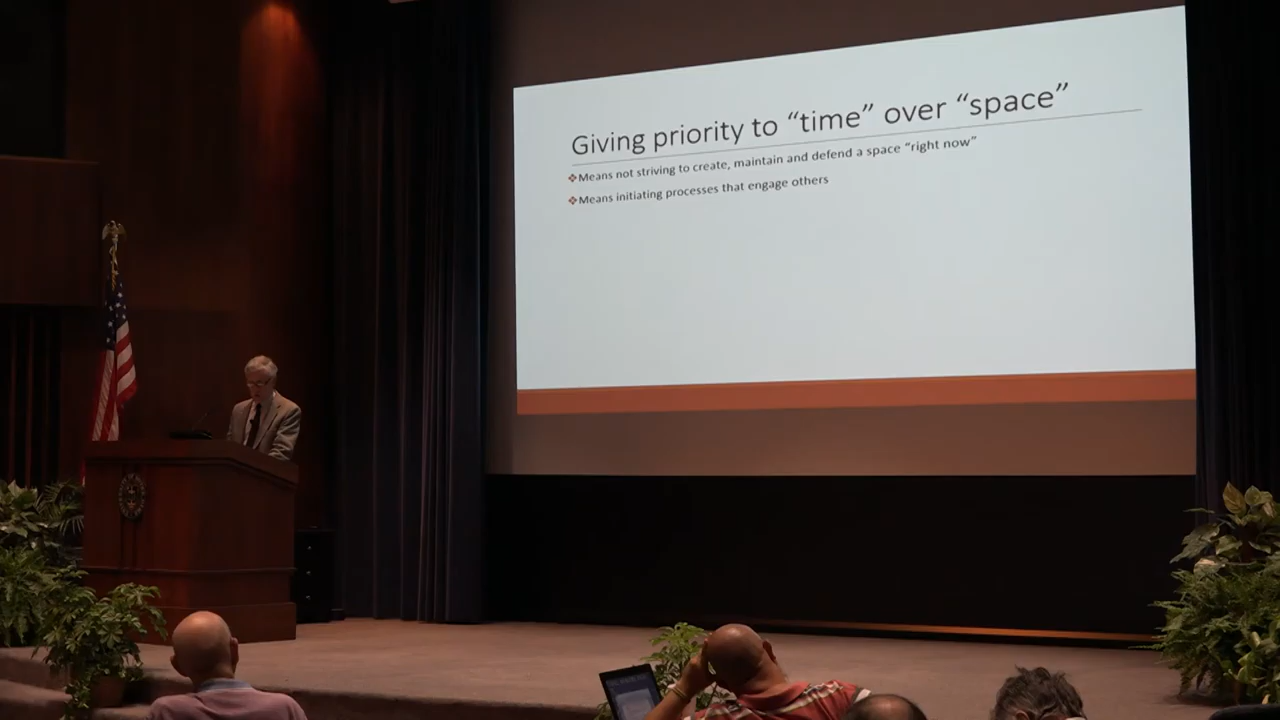 Giving priority to “time” over “space”
❖Means not striving to create, maintain and defend a space “right now”
❖Means initiating processes that engage others